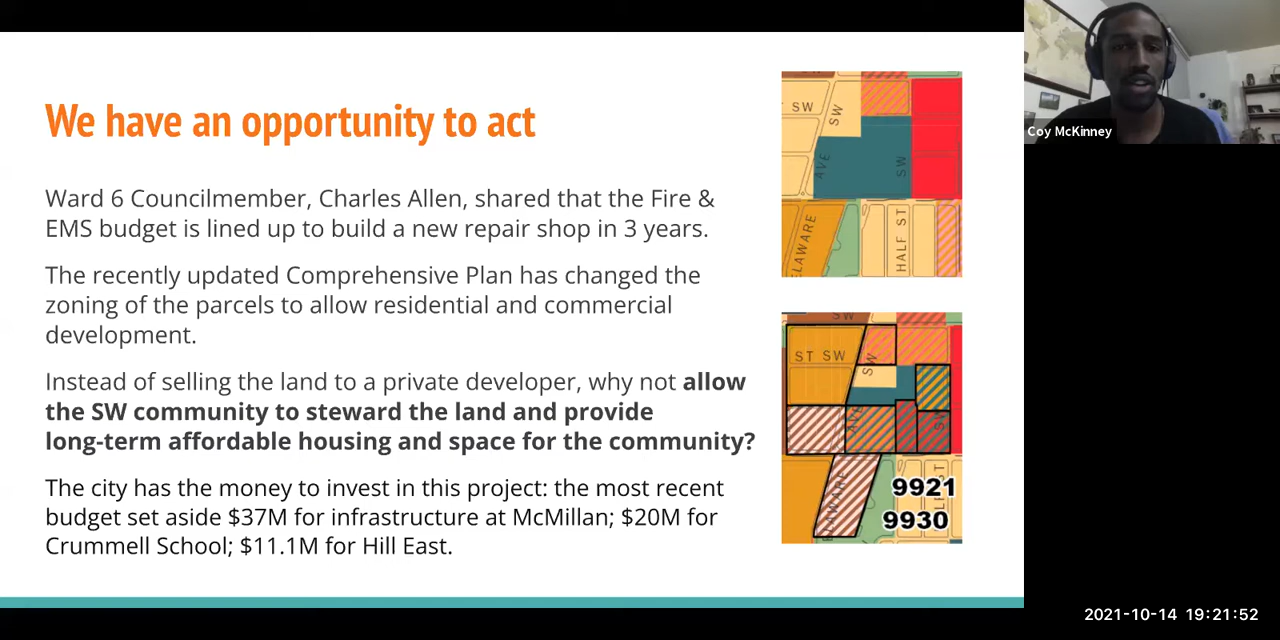 We have an opportunity to act
Ward 6 Councilmember, Charles Allen, shared that the Fire &
EMS budget is lined up to build a new repair shop in 3 years.
The recently updated Comprehensive Plan has changed the
zoning of the parcels to allow residential and commercial
development.
Instead of selling the land to a private developer, why not allow
the SW community to steward the land and provide
long-term affordable housing and space for the community?
The city has the money to invest in this project: the most recent
budget set aside $37M for infrastructure at McMillan; $20M for
Crummell School; $11.1M for Hill East.
SW
SW
AVE
SW
ELAWARE
HALF ST
SW
ST SW
SW
AVE
SW
9921
9930
Coy McKinney
2021-10-14 19:21:52